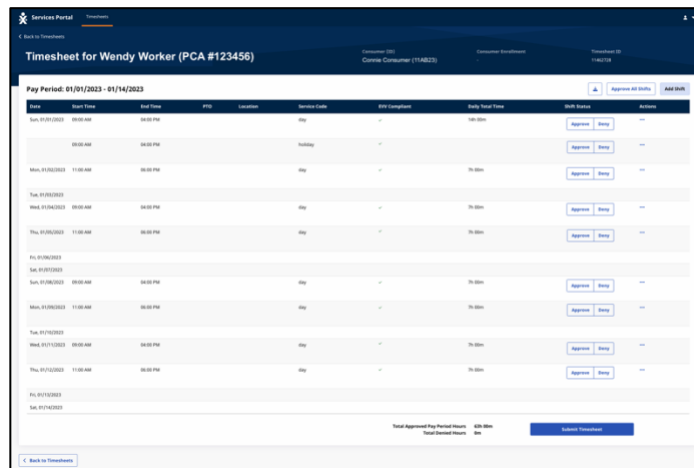 Services Portal Timesheets
Back to Timesheets
Timesheet for Wendy Worker (PCA #123456)
Consumer (ID) Consumer Enrollment Timesheet ID
Connie Consumer (11AB23) -
Pay Period: 01/01/2023 - 01/14/2023 Approve All Shifts Add Shift
Date Start Time End Time PTO Location Service Code EVV Compliant Daily Total Time Shift Status Actions
Sun, 01/01/2023 09:00 AM 04:00 PM day ✓ 14h 00m Approve Deny ···
09:00 AM 04:00 PM holiday ✓ Approve Deny ···
Mon, 01/02/2023 11:00 AM 06:00 PM day ✓ 7h 00m Approve Deny ···
Tue, 01/03/2023
Wed, 01/04/2023 09:00 AM 04:00 PM day ✓ 7h 00m Approve Deny ···
Thu, 01/05/2023 11:00 AM 06:00 PM day ✓ 7h 00m Approve Deny ···
Fri, 01/06/2023
Sat, 01/07/2023
Sun, 01/08/2023 09:00 AM 04:00 PM day ✓ 7h 00m Approve Deny ···
Mon, 01/09/2023 11:00 AM 06:00 PM day ✓ 7h 00m Approve Deny ···
Tue, 01/10/2023
Wed, 01/11/2023 09:00 AM 04:00 PM day ✓ 7h 00m Approve Deny ···
Thu, 01/12/2023 11:00 AM 06:00 PM day ✓ 7h 00m Approve Deny ···
Fri, 01/13/2023
Sat, 01/14/2023
Total Approved Pay Period Hours 63h 00m Submit Timesheet
Total Denied Hours 0m
Back to Timesheets